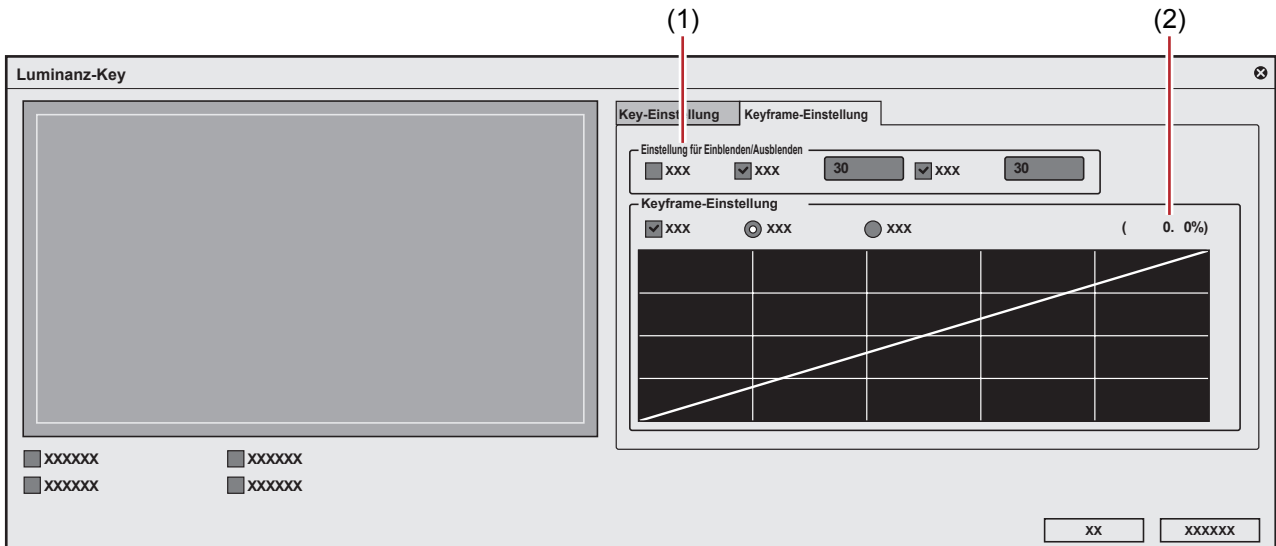 (1) (2)
Luminanz-Key
Key-Einstellung Keyframe-Einstellung
Einstellung für Einblenden/Ausblenden
xxx xxx 30 xxx 30
Keyframe-Einstellung
xxx xxx xxx ( 0. 0%)
xxxxxx xxxxxx
xxxxxx xxxxxx
xx xxxxxx